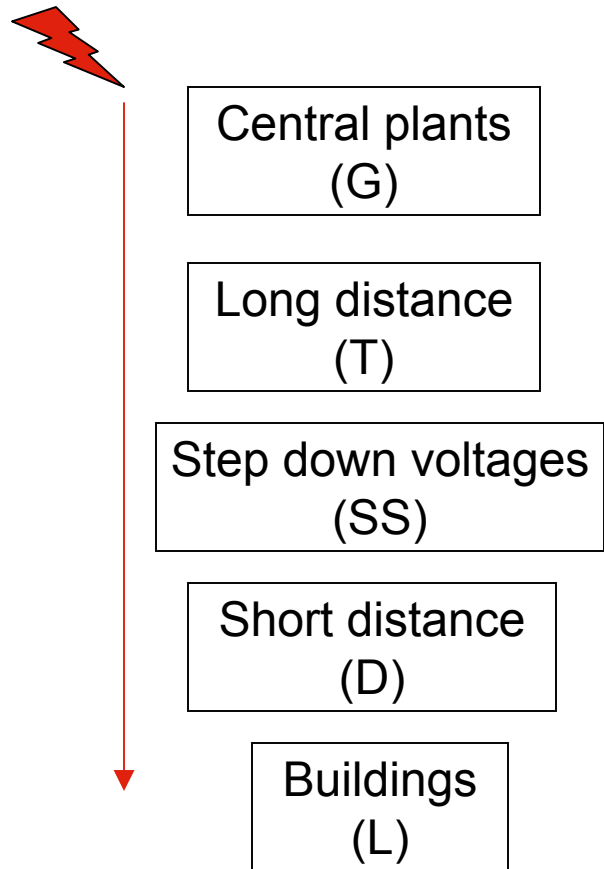 Central plants
(G)
Long distance
(T)
Step down voltages
(SS)
Short distance
(D)
Buildings
(L)